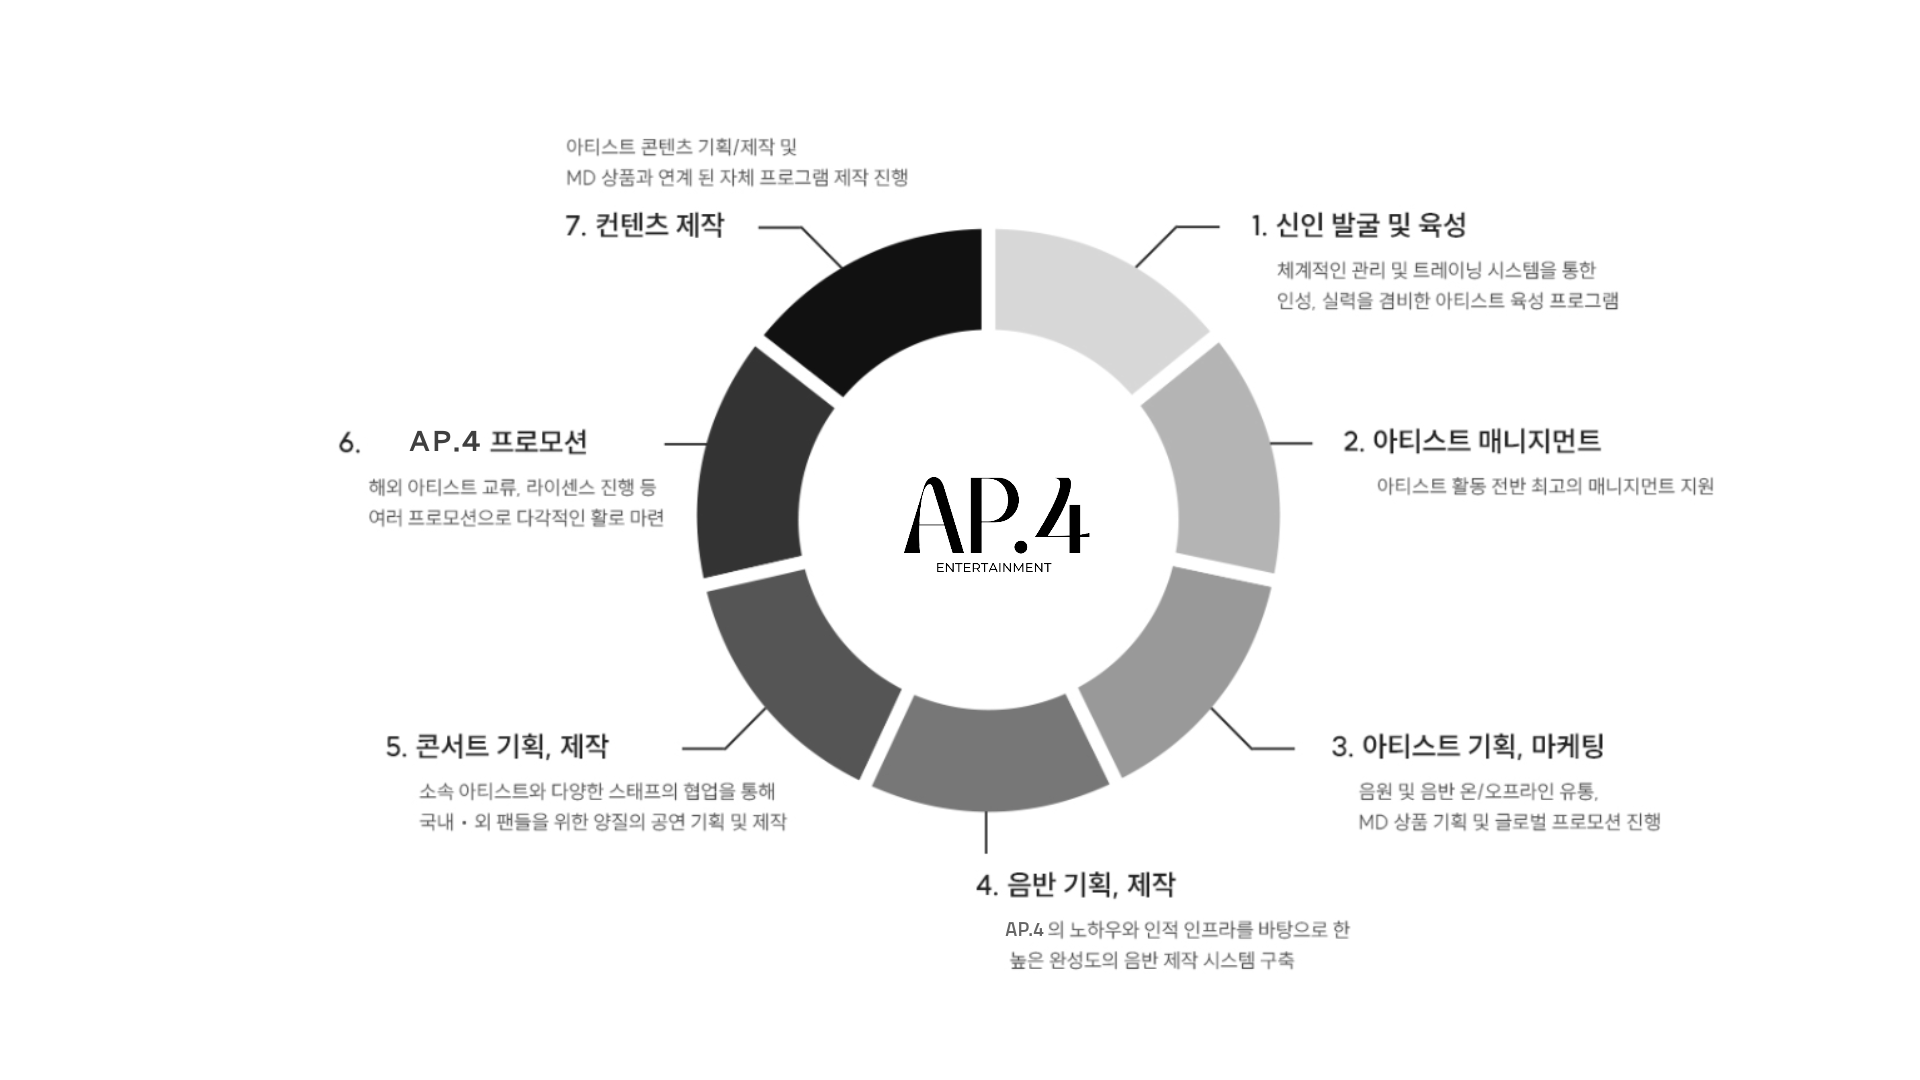 아티스트 콘텐츠 기획/제작 및
MD 상품과 연계 된 자체 프로그램 제작 진행
7. 컨텐츠 제작
1. 신인 발굴 및 육성
체계적인 관리 및 트레이닝 시스템을 통한
인성, 실력을 겸비한 아티스트 육성 프로그램
6. AP.4 프로모션
해외 아티스트 교류, 라이센스 진행 등
여러 프로모션으로 다각적인 활로 마련
2. 아티스트 매니지먼트
아티스트 활동 전반 최고의 매니지먼트 지원
AP.4
ENTERTAINMENT
5. 콘서트 기획, 제작
소속 아티스트와 다양한 스태프의 협업을 통해
국내 • 외 팬들을 위한 양질의 공연 기획 및 제작
3. 아티스트 기획, 마케팅
음원 및 음반 온/오프라인 유통,
MD 상품 기획 및 글로벌 프로모션 진행
4. 음반 기획, 제작
AP.4 의 노하우와 인적 인프라를 바탕으로 한
높은 완성도의 음반 제작 시스템 구축